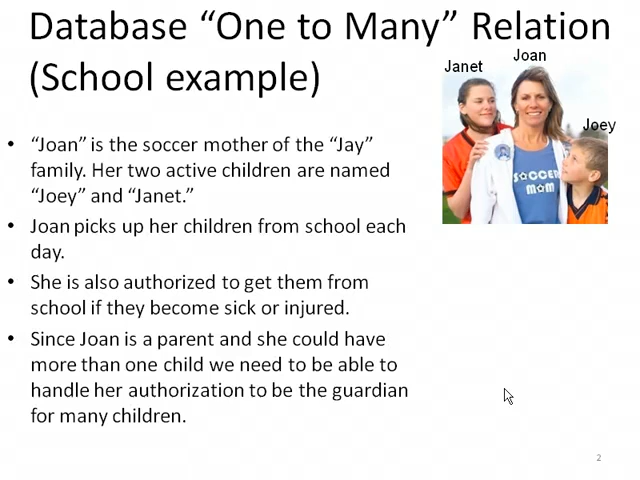 Database “One to Many” Relation
(School example)
Janet
Joan
Joey
SOCCER
MOM
• “Joan” is the soccer mother of the “Jay”
family. Her two active children are named
“Joey” and “Janet.”
• Joan picks up her children from school each
day.
• She is also authorized to get them from
school if they become sick or injured.
• Since Joan is a parent and she could have
more than one child we need to be able to
handle her authorization to be the guardian
for many children.
2